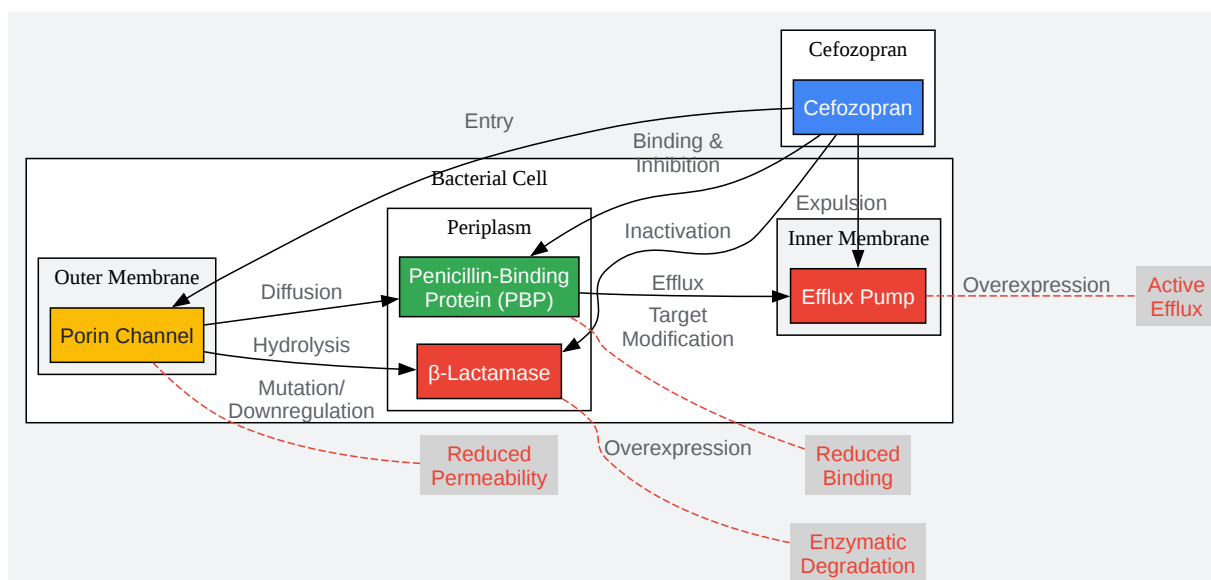 Cefozopran
Cefozopran
Entry
Binding &
Inhibition
Bacterial Cell
Expulsion
Periplasm
Inactivation
Inner Membrane
Outer Membrane
Penicillin-Binding
Protein (PBP)
Diffusion
Efflux
Efflux Pump
Overexpression
Active
Efflux
Porin Channel
Target
Modification
Hydrolysis
β-Lactamase
Mutation/
Downregulation
Overexpression
Reduced
Permeability
Reduced
Binding
Enzymatic
Degradation